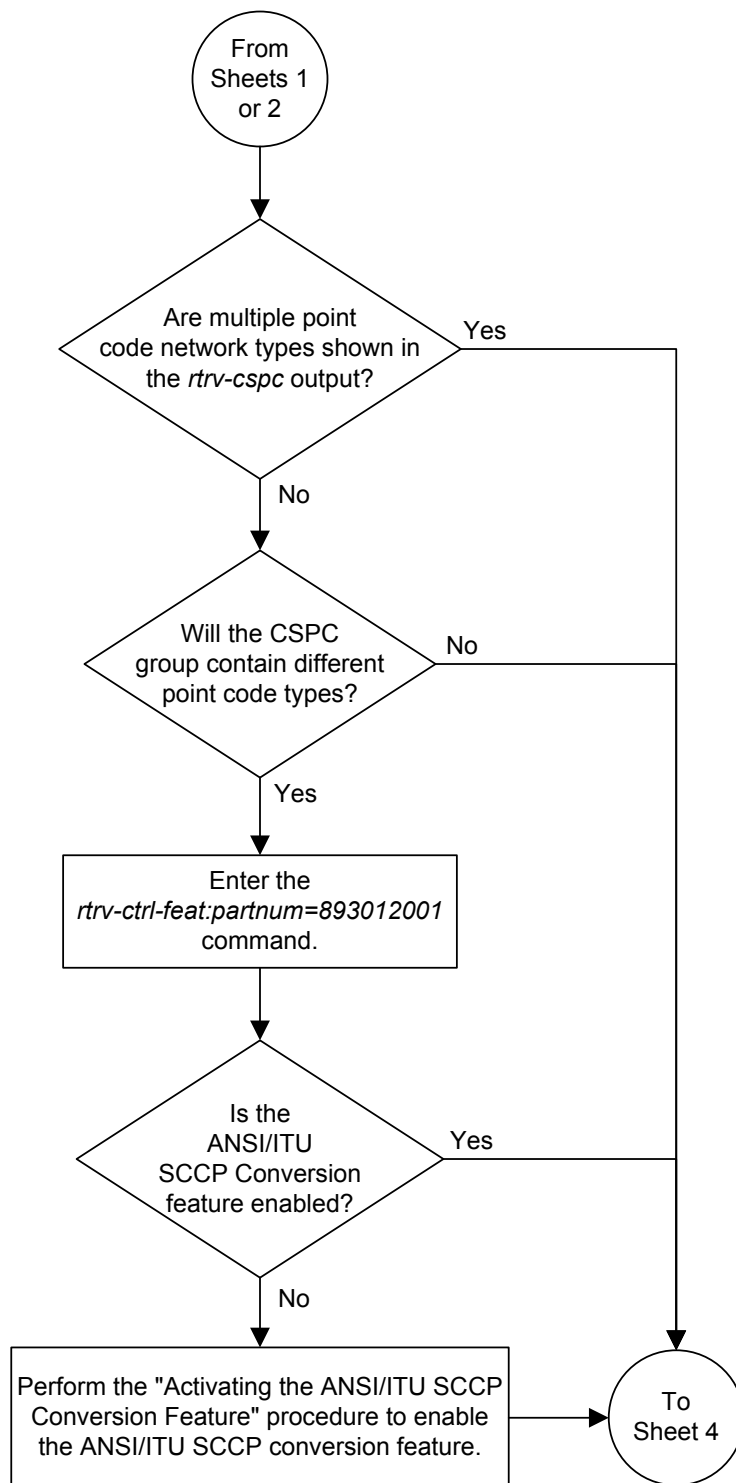 From
Sheets 1
or 2
Are multiple point
code network types shown in
the rtrv-cspc output?
Yes
No
Will the CSPC
group contain different
point code types?
No
Yes
Enter the
rtrv-ctrl-feat:partnum=893012001
command.
Is the
ANSI/ITU
SCCP Conversion
feature enabled?
Yes
No
Perform the "Activating the ANSI/ITU SCCP
Conversion Feature" procedure to enable
the ANSI/ITU SCCP conversion feature.
To
Sheet 4